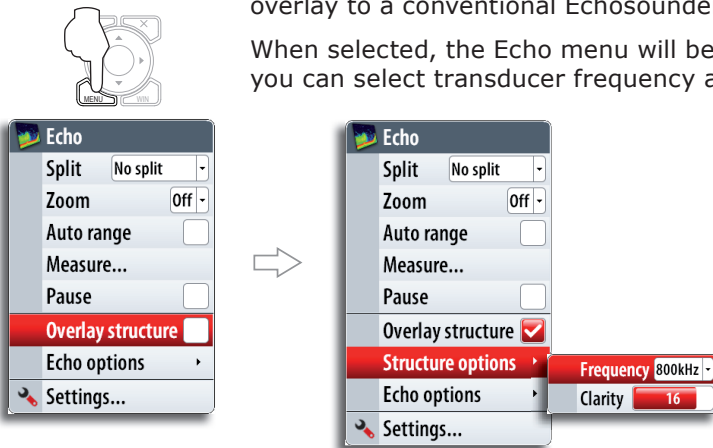 overlay to a conventional Echosounde
When selected, the Echo menu will be
you can select transducer frequency a
MENU
WIN
Echo
Split No split
Zoom Off
Auto range
Measure...
Pause
Overlay structure
Echo options
Settings...
Echo
Split No split
Zoom Off
Auto range
Measure...
Pause
Overlay structure
Structure options
Echo options
Settings...
Frequency 800kHz
Clarity 16